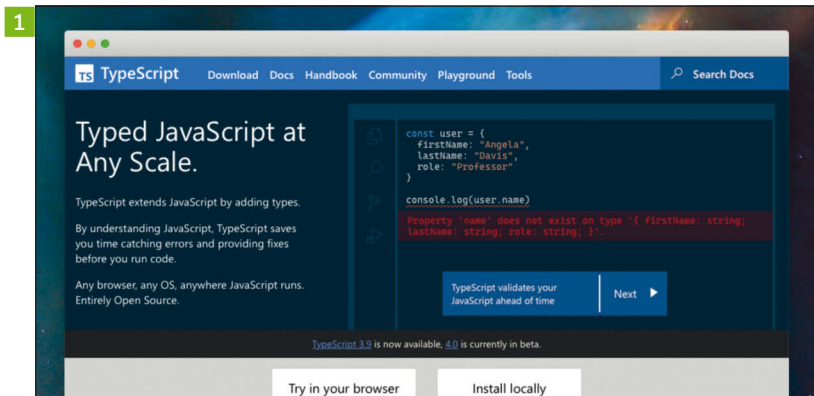 1
TS TypeScript Download Docs Handbook Community Playground Tools Search Docs
Typed JavaScript at
Any Scale.
TypeScript extends JavaScript by adding types.
By understanding JavaScript, TypeScript saves
you time catching errors and providing fixes
before you run code.
Any browser, any OS, anywhere JavaScript runs.
Entirely Open Source.
const user = {
firstName: "Angela",
lastName: "Davis",
role: "Professor"
}
console.log(user.name)
Property 'name' does not exist on type '{ firstName: string;
lastName: string; role: string; }'.
TypeScript validates your
JavaScript ahead of time
Next
TypeScript 3.9 is now available, 4.0 is currently in beta.
Try in your browser
Install locally